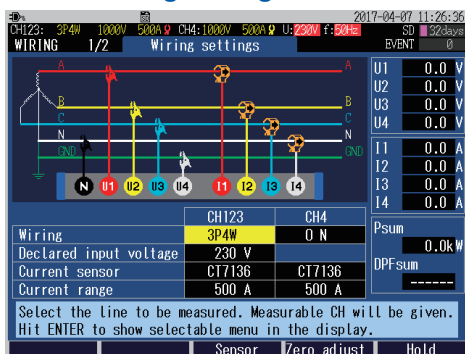 2017-04-07 11:26:36
CH123: 3P4W 1000V 500A CH4:1000V 500A U:230V f:50Hz SD 32days
WIRING 1/2 Wiring settings EVENT 0
A A
B B
C C
N N
GND GND
N U1 U2 U3 U4 I1 I2 I3 I4
U1 0.0 V
U2 0.0 V
U3 0.0 V
U4 0.0 V
I1 0.0 A
I2 0.0 A
I3 0.0 A
I4 0.0 A
Psum
0.0kW
DPFsum
------
CH123 CH4
Wiring 3P4W ON
Declared input voltage 230 V
Current sensor CT7136 CT7136
Current range 500 A 500 A
Select the line to be measured. Measurable CH will be given.
Hit ENTER to show selectable menu in the display.
Sensor Zero adjust Hold